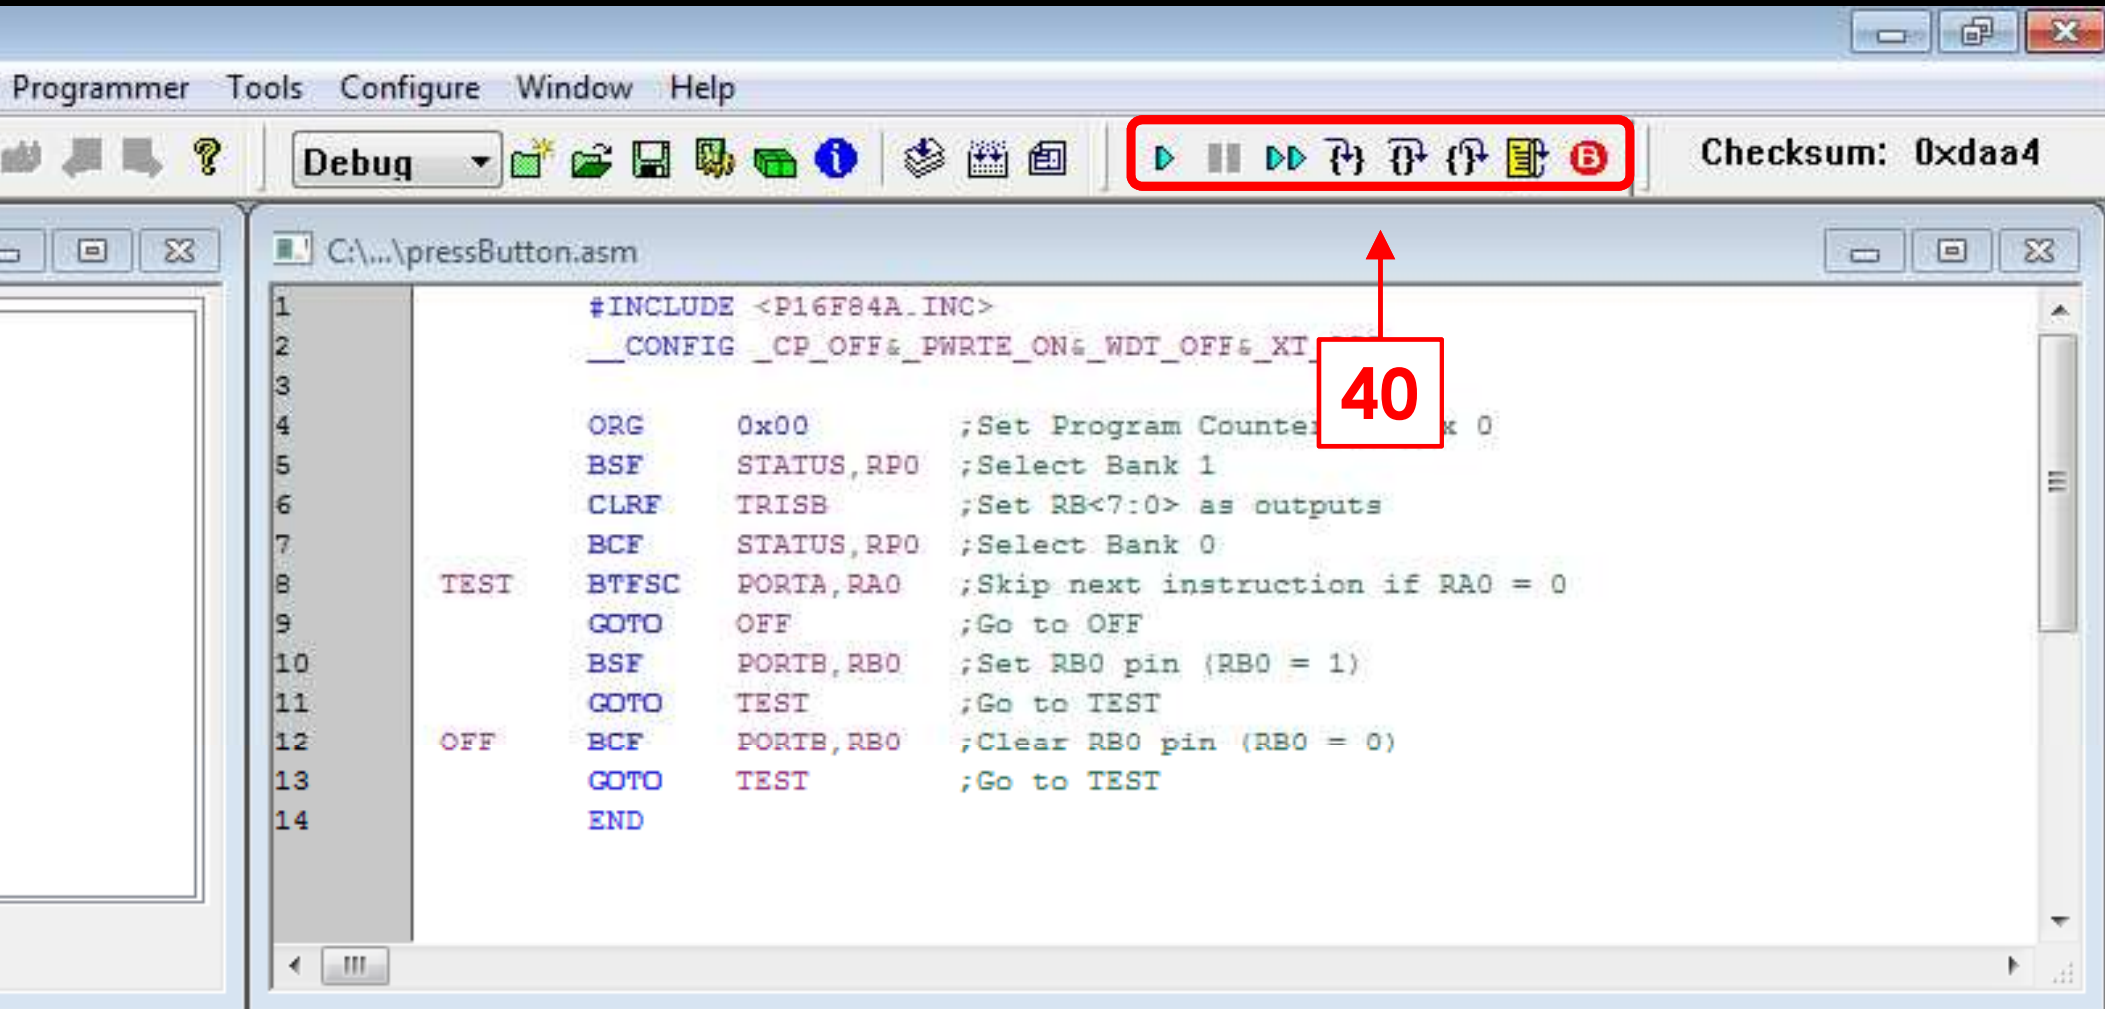 Programmer Tools Configure Window Help
? Debug i B Checksum: 0xdaa4
C:\...\pressButton.asm
1 #INCLUDE <P16F84A.INC>
2 __CONFIG _CP_OFF&_PWRTE_ON&_WDT_OFF&_XT
3
4 ORG 0x00 ;Set Program Counter 0
5 BSF STATUS,RP0 ;Select Bank 1
6 CLRF TRISB ;Set RB<7:0> as outputs
7 BCF STATUS,RP0 ;Select Bank 0
8 TEST BTFSC PORTA,RA0 ;Skip next instruction if RA0 = 0
9 GOTO OFF ;Go to OFF
10 BSF PORTB,RB0 ;Set RB0 pin (RB0 = 1)
11 GOTO TEST ;Go to TEST
12 OFF BCF PORTB,RB0 ;Clear RB0 pin (RB0 = 0)
13 GOTO TEST ;Go to TEST
14 END
40